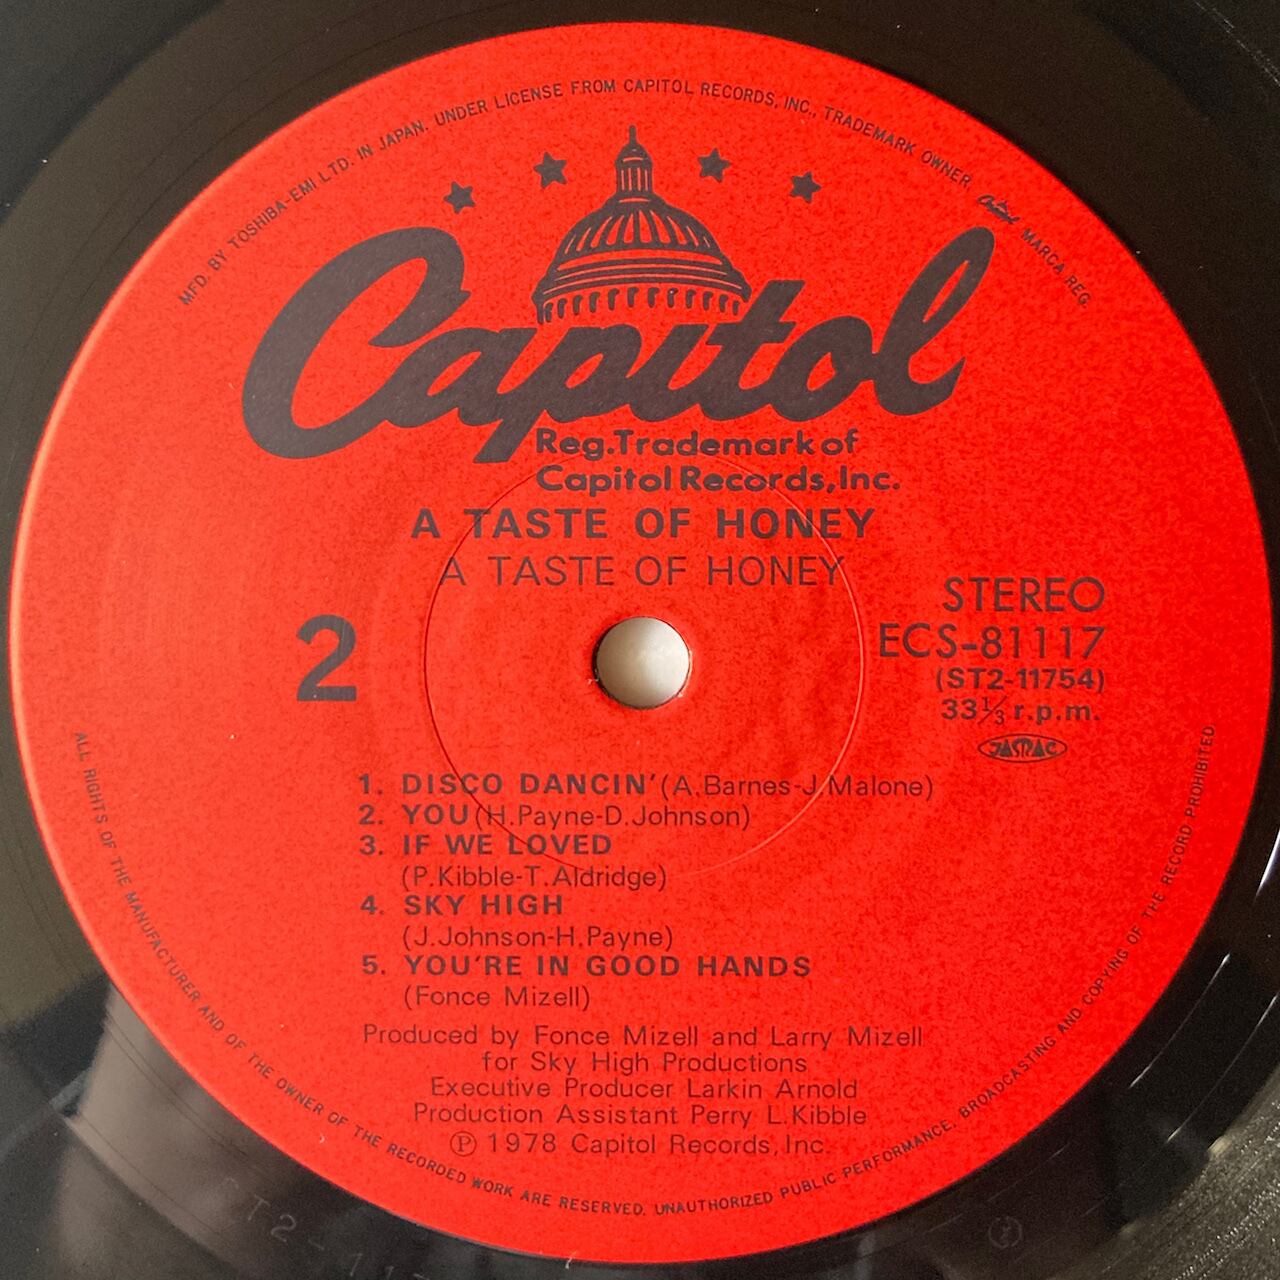 MFD. BY TOSHIBA-EMI LTD. IN JAPAN. UNDER LICENSE FROM CAPITOL RECORDS, INC., TRADEMARK OWNER Capitol MARCA REG.
Capitol
Reg.Trademark of
Capitol Records,Inc.
A TASTE OF HONEY
A TASTE OF HONEY
2
STEREO
ECS-81117
(ST2-11754)
33 1/3 r.p.m.
JASRAC
1. DISCO DANCIN' (A.Barnes-J.Malone)
2. YOU (H.Payne-D.Johnson)
3. IF WE LOVED
(P.Kibble-T.Aldridge)
4. SKY HIGH
(J.Johnson-H.Payne)
5. YOU'RE IN GOOD HANDS
(Fonce Mizell)
Produced by Fonce Mizell and Larry Mizell
for Sky High Productions
Executive Producer Larkin Arnold
Production Assistant Perry L.Kibble
Ⓟ 1978 Capitol Records, Inc.
ALL RIGHTS OF THE MANUFACTURER AND OF THE OWNER OF THE RECORDED WORK ARE RESERVED. UNAUTHORIZED PUBLIC PERFORMANCE, BROADCASTING AND COPYING OF THE RECORD PROHIBITED